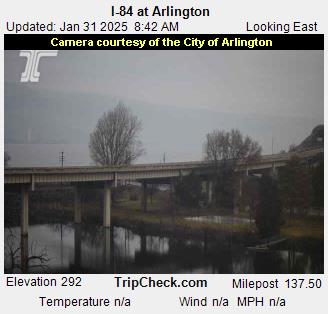 I-84 at Arlington
Updated: Jan 31 2025 8:42 AM Looking East
Camera courtesy of the City of Arlington
Elevation 292 TripCheck.com Milepost 137.50
Temperature n/a Wind n/a MPH n/a